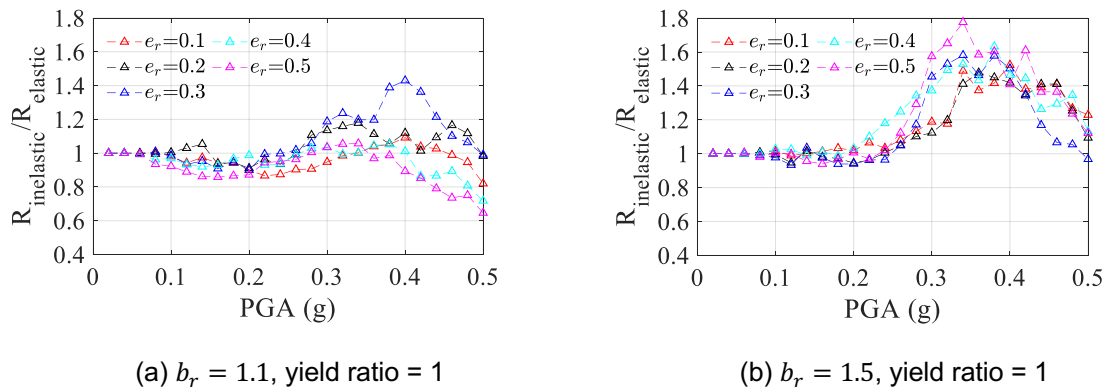 1.8
1.6
1.4
1.2
1
0.8
0.6
0.4
R_inelastic/R_elastic
e_r=0.1 e_r=0.4
e_r=0.2 e_r=0.5
e_r=0.3
0 0.1 0.2 0.3 0.4 0.5
PGA (g)
(a) b_r = 1.1, yield ratio = 1
1.8
1.6
1.4
1.2
1
0.8
0.6
0.4
R_inelastic/R_elastic
e_r=0.1 e_r=0.4
e_r=0.2 e_r=0.5
e_r=0.3
0 0.1 0.2 0.3 0.4 0.5
PGA (g)
(b) b_r = 1.5, yield ratio = 1